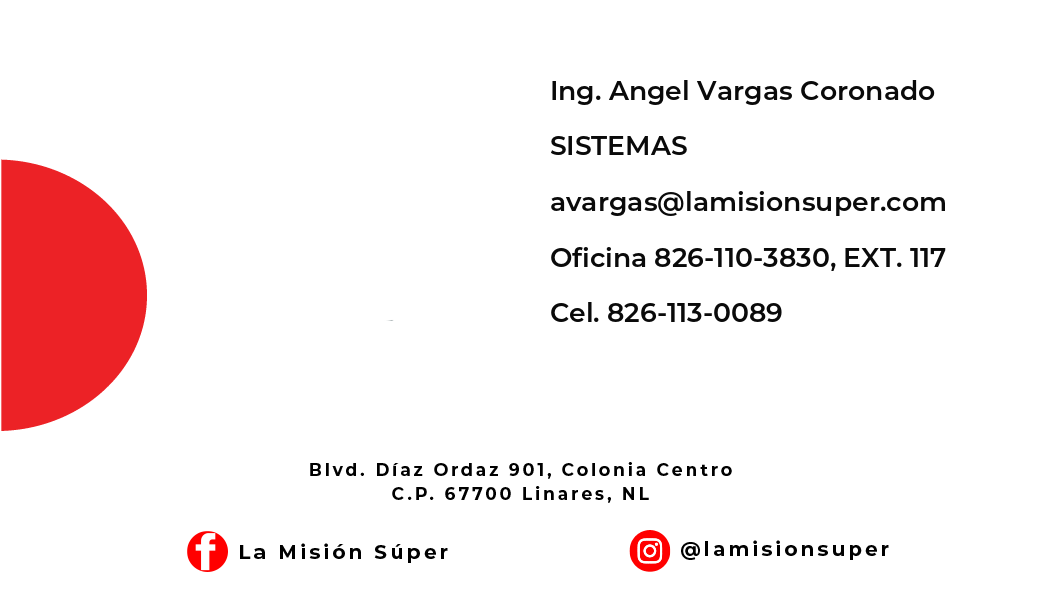 Ing. Angel Vargas Coronado
SISTEMAS
avargas@lamisionsuper.com
Oficina 826-110-3830, EXT. 117
Cel. 826-113-0089
Blvd. Díaz Ordaz 901, Colonia Centro
C.P. 67700 Linares, NL
La Misión Súper
@lamisionsuper